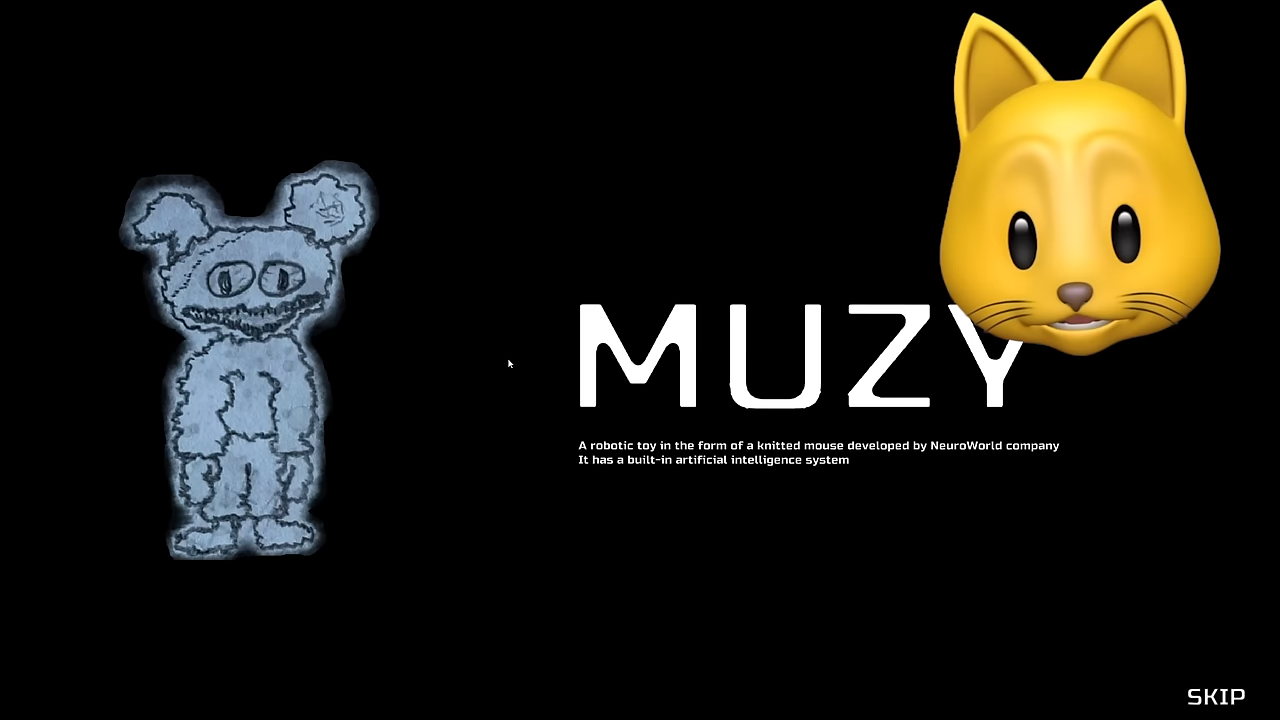 MUZY
A robotic toy in the form of a knitted mouse developed by NeuroWorld company
It has a built-in artificial intelligence system
SKIP